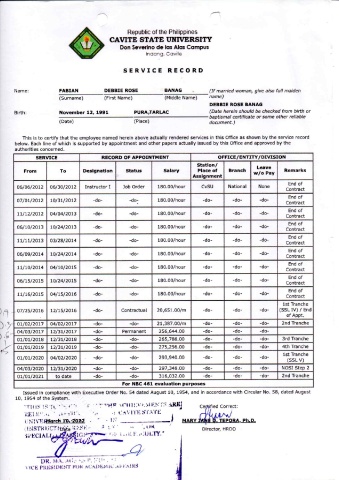 Republic of the Philippines
CAVITE STATE UNIVERSITY
Don Severino de las Alas Campus
Indang, Cavite
SERVICE RECORD
Name: FABIAN DEBBIE ROSE BANAG (If married woman, give also full maiden name)
(Surname) (First Name) (Middle Name)
DEBBIE ROSE BANAG
Birth: November 12, 1991 PURA,TARLAC (Date herein should be checked from birth or baptismal certificate or some other reliable document.)
(Date) (Place)
This is to certify that the employee named herein above actually rendered services in this Office as shown by the service record
below. Each line of which is supported by appointment and other papers actually issued by this Office and approved by the
authorities concerned.
SERVICE RECORD OF APPOINTMENT OFFICE/ENTITY/DIVISION
From To Designation Status Salary Station/ Place of Assignment Branch Leave w/o Pay Remarks
06/06/2012 06/30/2012 Instructor I Job Order 180.00/hour CvSU National None End of Contract
07/01/2012 10/31/2012 -do- -do- 180.00/hour -do- -do- -do- End of Contract
11/12/2012 04/04/2013 -do- -do- 180.00/hour -do- -do- -do- End of Contract
06/10/2013 10/24/2013 -do- -do- 180.00/hour -do- -do- -do- End of Contract
11/11/2013 03/28/2014 -do- -do- 180.00/hour -do- -do- -do- End of Contract
06/09/2014 10/24/2014 -do- -do- 180.00/hour -do- -do- -do- End of Contract
11/10/2014 04/10/2015 -do- -do- 180.00/hour -do- -do- -do- End of Contract
06/15/2015 10/24/2015 -do- -do- 180.00/hour -do- -do- -do- End of Contract
11/16/2015 04/15/2016 -do- -do- 180.00/hour -do- -do- -do- End of Contract
07/25/2016 12/15/2016 -do- Contractual 20,651.00/m -do- -do- -do- 1st Tranche (SSL IV) / End of Appt.
01/02/2017 04/02/2017 -do- -do- 21,387.00/m -do- -do- -do- 2nd Tranche
04/03/2017 12/31/2017 -do- Permanent 256,644.00 -do- -do- -do-
01/01/2018 12/31/2018 -do- -do- 265,788.00 -do- -do- -do- 3rd Tranche
01/01/2019 12/31/2019 -do- -do- 275,256.00 -do- -do- -do- 4th Tranche
01/01/2020 04/02/2020 -do- -do- -do- -do- -do- 1st Tranche (SSL V)
04/03/2020 12/31/2020 -do- -do- 297,348.00 -do- -do- -do- NOSI Step 2
01/01/2021 to date -do- -do- 316,032.00 -do- -do- -do- 2nd Tranche
For NBC 461 evaluation purposes
Issued in compliance with Executive Order No. 54 dated August 10, 1954, and in accordance with Circular No. 58, dated August
10, 1954 of the System.
Certified Correct:
CAVITE STATE
March 10, 2022
MARY JANE D. TEPORA, Ph.D.
Director, HRDO
VICE PRESIDENT FOR ACADEMIC AFFAIRS